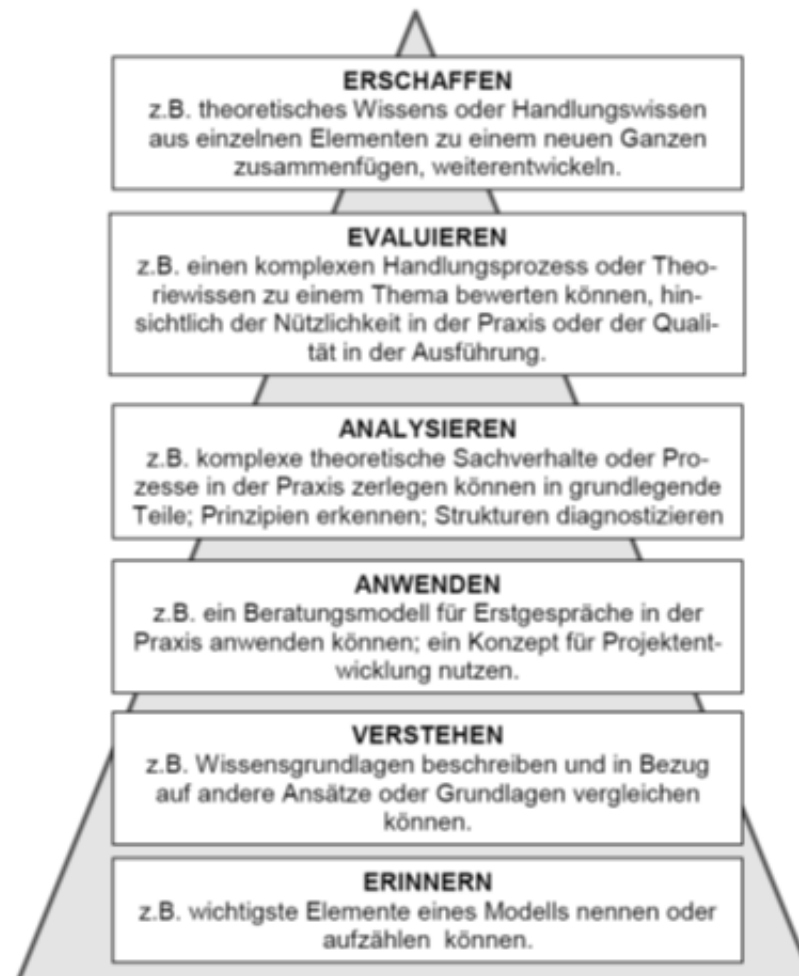 ERSCHAFFEN
z.B. theoretisches Wissens oder Handlungswissen
aus einzelnen Elementen zu einem neuen Ganzen
zusammenfügen, weiterentwickeln.
EVALUIEREN
z.B. einen komplexen Handlungsprozess oder Theo-
riewissen zu einem Thema bewerten können, hin-
sichtlich der Nützlichkeit in der Praxis oder der Quali-
tät in der Ausführung.
ANALYSIEREN
z.B. komplexe theoretische Sachverhalte oder Pro-
zesse in der Praxis zerlegen können in grundlegende
Teile; Prinzipien erkennen; Strukturen diagnostizieren
ANWENDEN
z.B. ein Beratungsmodell für Erstgespräche in der
Praxis anwenden können; ein Konzept für Projektent-
wicklung nutzen.
VERSTEHEN
z.B. Wissensgrundlagen beschreiben und in Bezug
auf andere Ansätze oder Grundlagen vergleichen
können.
ERINNERN
z.B. wichtigste Elemente eines Modells nennen oder
aufzählen können.